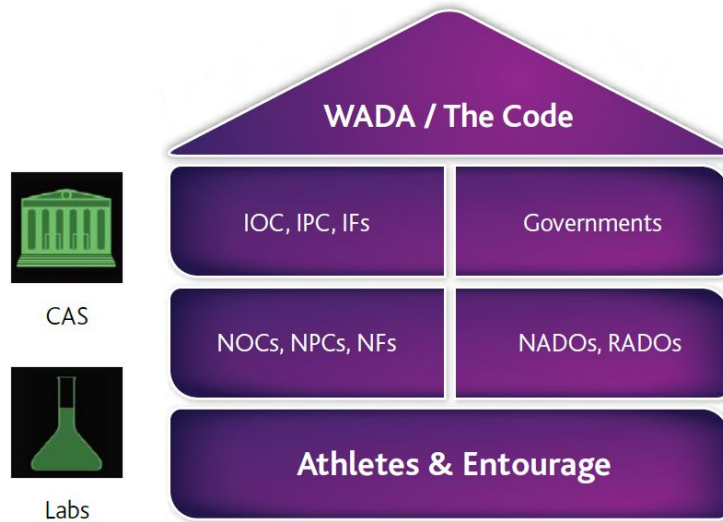 WADA / The Code
IOC, IPC, IFs
Governments
CAS
NOCs, NPCs, NFs
NADOs, RADOs
Athletes & Entourage
Labs